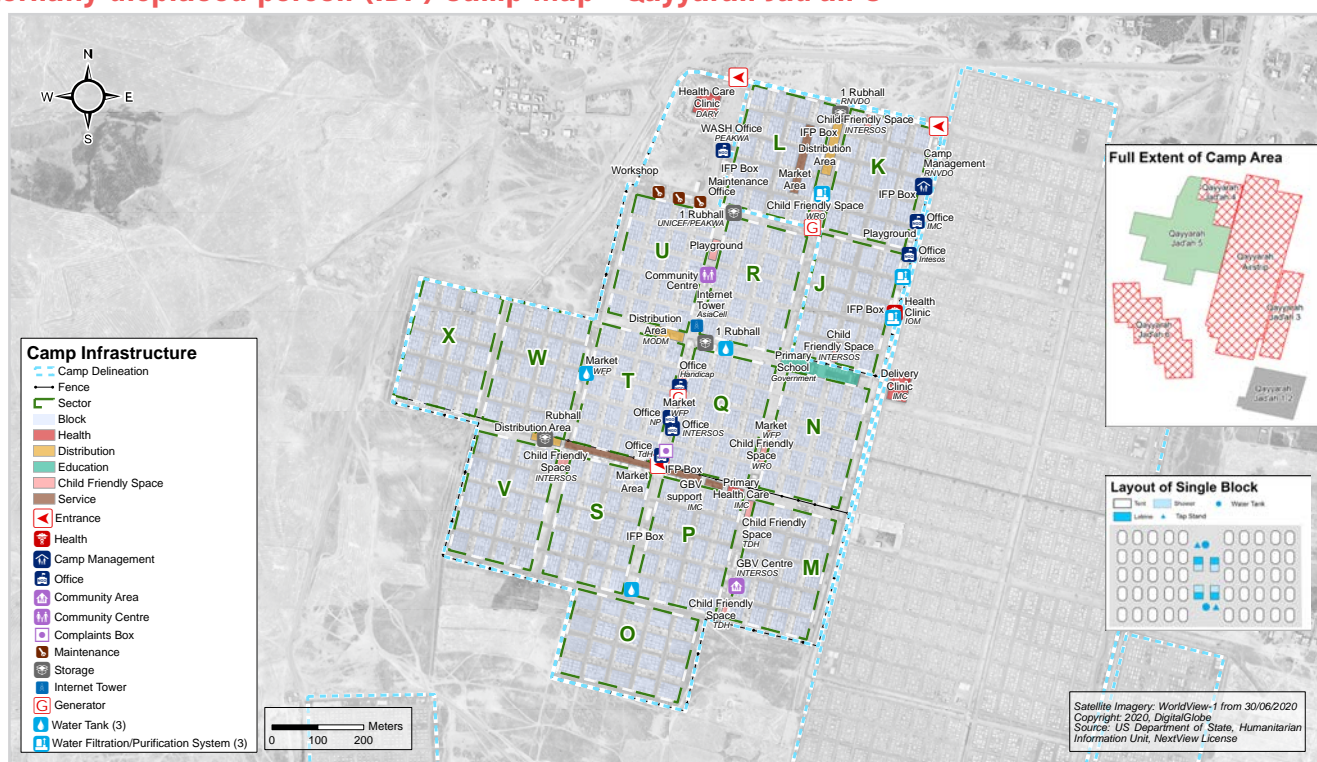 N
W E
S
Health Care
Clinic
DARY
1 Rubhall
RNVDO
Child Friendly Space
INTERSOS
WASH Office
PEAKWA
IFP Box
L
Distribution
Area
K
Camp
Management
RNVDO
IFP Box
Market
Area
IFP Box
Workshop
Maintenance
Office
Child Friendly Space
WRO
Office
IMC
1 Rubhall
UNICEF/PEAKWA
G
Playground
U
Playground
Office
Intesos
R
J
Community
Centre
Internet
Tower
AsiaCell
IFP Box
Health
Clinic
IOM
X
Distribution
Area
MODM
1 Rubhall
Child
Friendly Space
INTERSOS
W
Market
WFP
T
Office
Handicap
Primary
School
Government
Delivery
Clinic
IMC
G
Market
WFP
Q
Office
NP
Office
INTERSOS
N
Rubhall
Distribution Area
Market
WFP
Office
TdH
Child Friendly
Space
WRO
Child Friendly
Space
INTERSOS
IFP Box
Market
Area
GBV
support
IMC
Primary
Health Care
IMC
V
S
P
IFP Box
Child Friendly
Space
TDH
GBV Centre
INTERSOS
M
Child Friendly
Space
TDH
O
Camp Infrastructure
Camp Delineation
Fence
Sector
Block
Health
Distribution
Education
Child Friendly Space
Service
Entrance
Health
Camp Management
Office
Community Area
Community Centre
Complaints Box
Maintenance
Storage
Internet Tower
G Generator
Water Tank (3)
Water Filtration/Purification System (3)
Meters
0 100 200
Full Extent of Camp Area
Qayyarah
Jad'ah 4
Qayyarah
Jad'ah 5
Qayyarah
Airstrip
Qayyarah
Jad'ah 3
Qayyarah
Qayyarah
Jad'ah 1-2
Layout of Single Block
Tent Shower Water Tank
Latrine Tap Stand
Satellite Imagery: WorldView-1 from 30/06/2020
Copyright: 2020, DigitalGlobe
Source: US Department of State, Humanitarian
Information Unit, NextView License